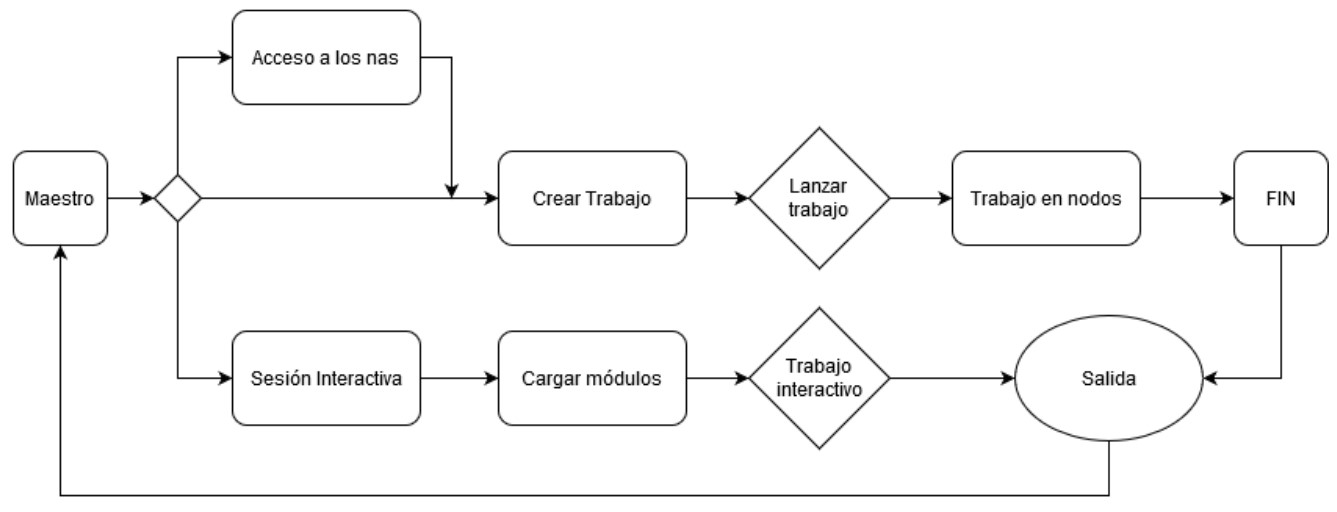 Acceso a los nas
Maestro
Crear Trabajo
Lanzar
trabajo
Trabajo en nodos
FIN
Sesión Interactiva
Cargar módulos
Trabajo
interactivo
Salida